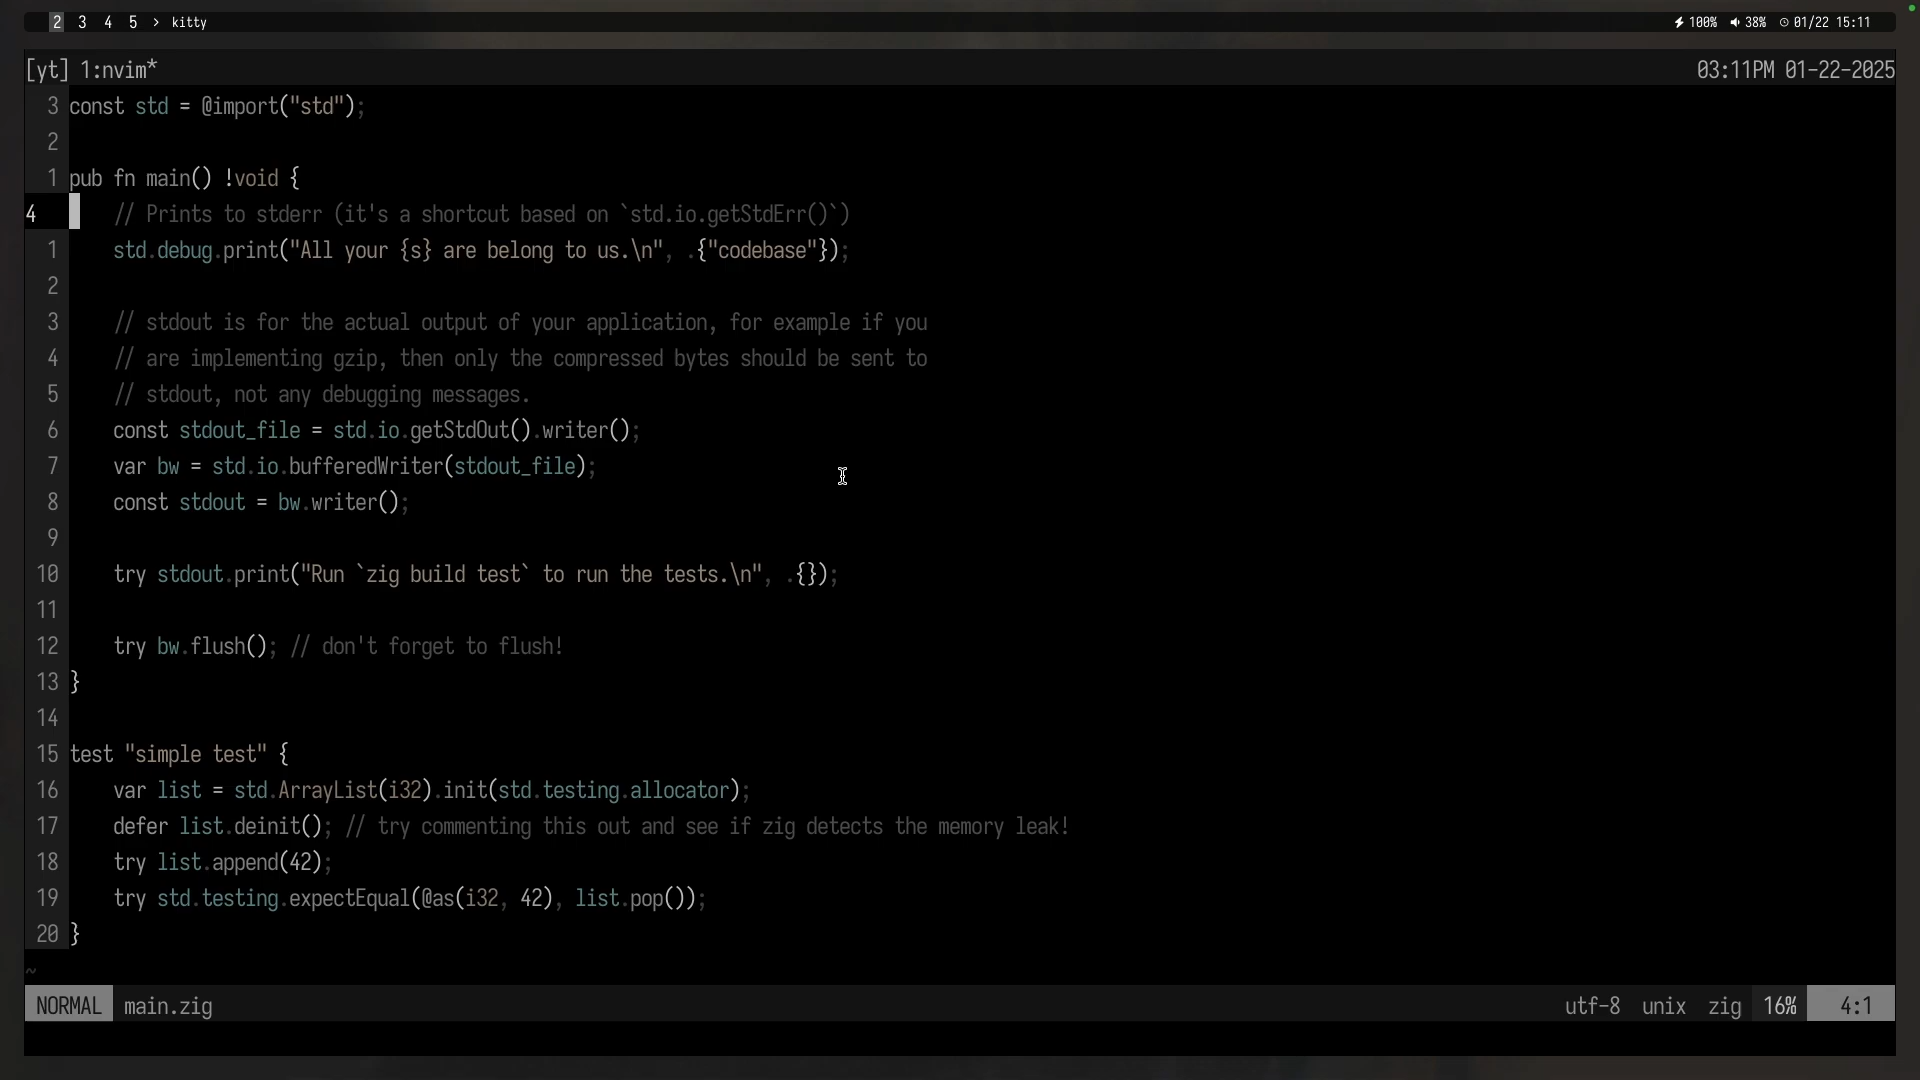 2 3 4 5 > kitty 100% 38% 01/22 15:11
[yt] 1:nvim* 03:11PM 01-22-2025
3 const std = @import("std");
2
1 pub fn main() !void {
4 // Prints to stderr (it's a shortcut based on `std.io.getStdErr()`)
1 std.debug.print("All your {s} are belong to us.\n", .{"codebase"});
2
3 // stdout is for the actual output of your application, for example if you
4 // are implementing gzip, then only the compressed bytes should be sent to
5 // stdout, not any debugging messages.
6 const stdout_file = std.io.getStdOut().writer();
7 var bw = std.io.bufferedWriter(stdout_file);
8 const stdout = bw.writer();
9
10 try stdout.print("Run `zig build test` to run the tests.\n", .{});
11
12 try bw.flush(); // don't forget to flush!
13 }
14
15 test "simple test" {
16 var list = std.ArrayList(i32).init(std.testing.allocator);
17 defer list.deinit(); // try commenting this out and see if zig detects the memory leak!
18 try list.append(42);
19 try std.testing.expectEqual(@as(i32, 42), list.pop());
20 }
~
NORMAL main.zig utf-8 unix zig 16% 4:1